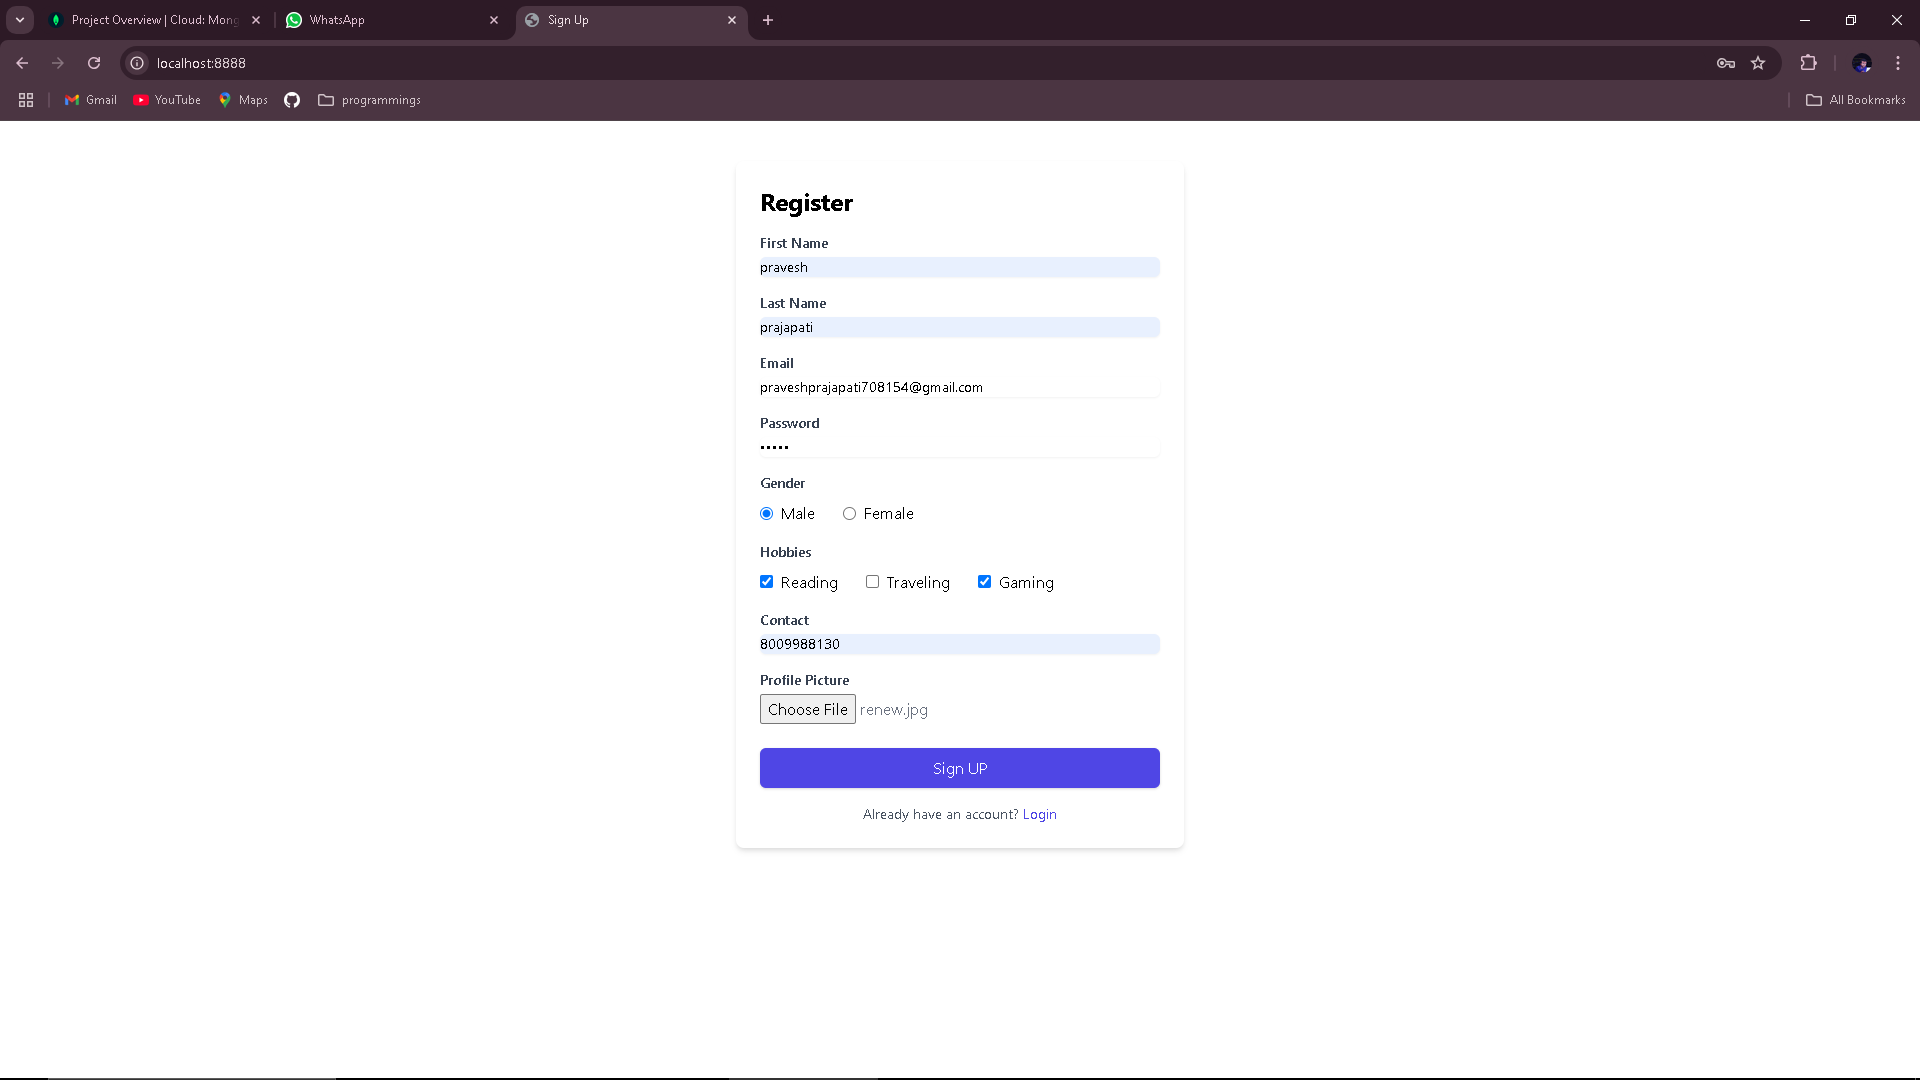 Project Overview | Cloud: Mong
WhatsApp
Sign Up
localhost:8888
Gmail
YouTube
Maps
programmings
All Bookmarks
Register
First Name
pravesh
Last Name
prajapati
Email
praveshprajapati708154@gmail.com
Password
•••••
Gender
Male
Female
Hobbies
Reading
Traveling
Gaming
Contact
8009988130
Profile Picture
Choose File renew.jpg
Sign UP
Already have an account? Login